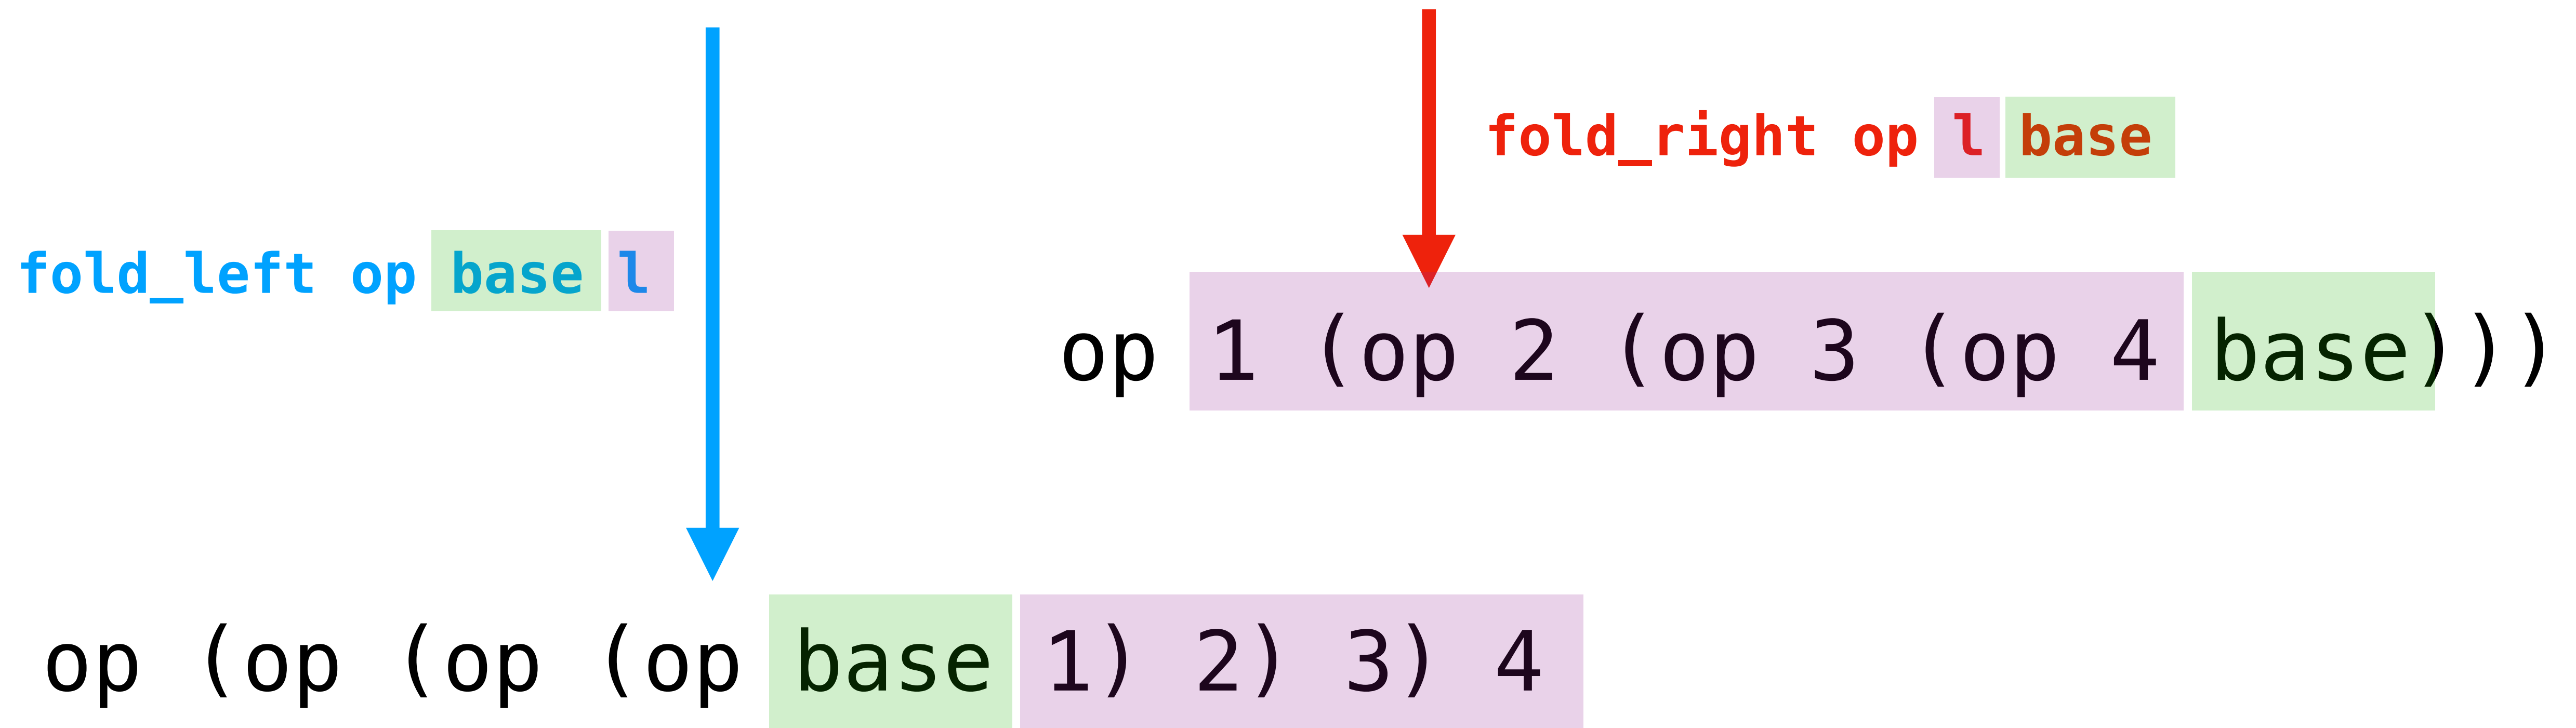 fold_right op l base
fold_left op base l
op 1 (op 2 (op 3 (op 4 base)))
op (op (op (op base 1) 2) 3) 4